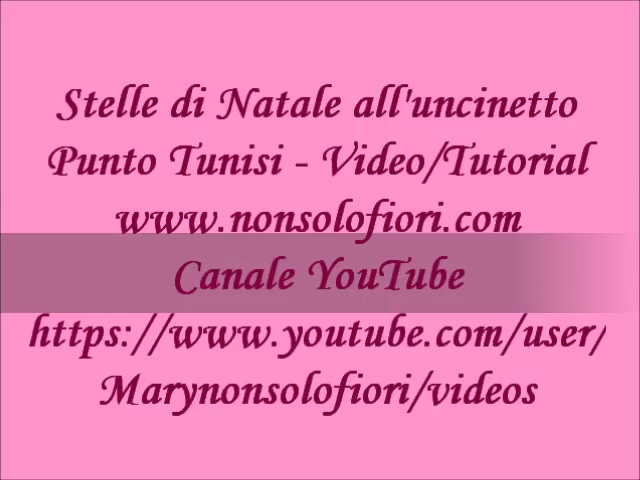 Stelle di Natale all'uncinetto
Punto Tunisi - Video/Tutorial
www.nonsolofiori.com
Canale YouTube
https://www.youtube.com/user/
Marynonsolofiori/videos